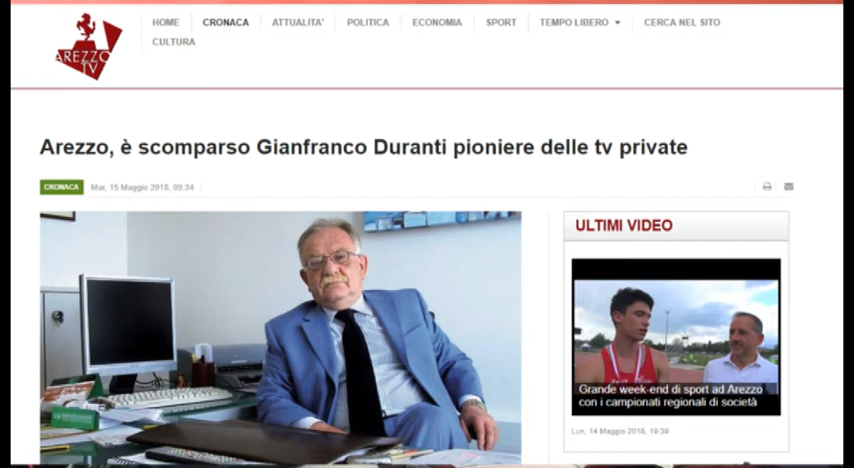 HOME
CRONACA
ATTUALITA'
POLITICA
ECONOMIA
SPORT
TEMPO LIBERO
CERCA NEL SITO
CULTURA
AREZZO
TV
Arezzo, è scomparso Gianfranco Duranti pioniere delle tv private
CRONACA
Mar, 15 Maggio 2018, 09:34
ULTIMI VIDEO
Grande week-end di sport ad Arezzo
con i campionati regionali di società
Lun, 14 Maggio 2018, 19:39